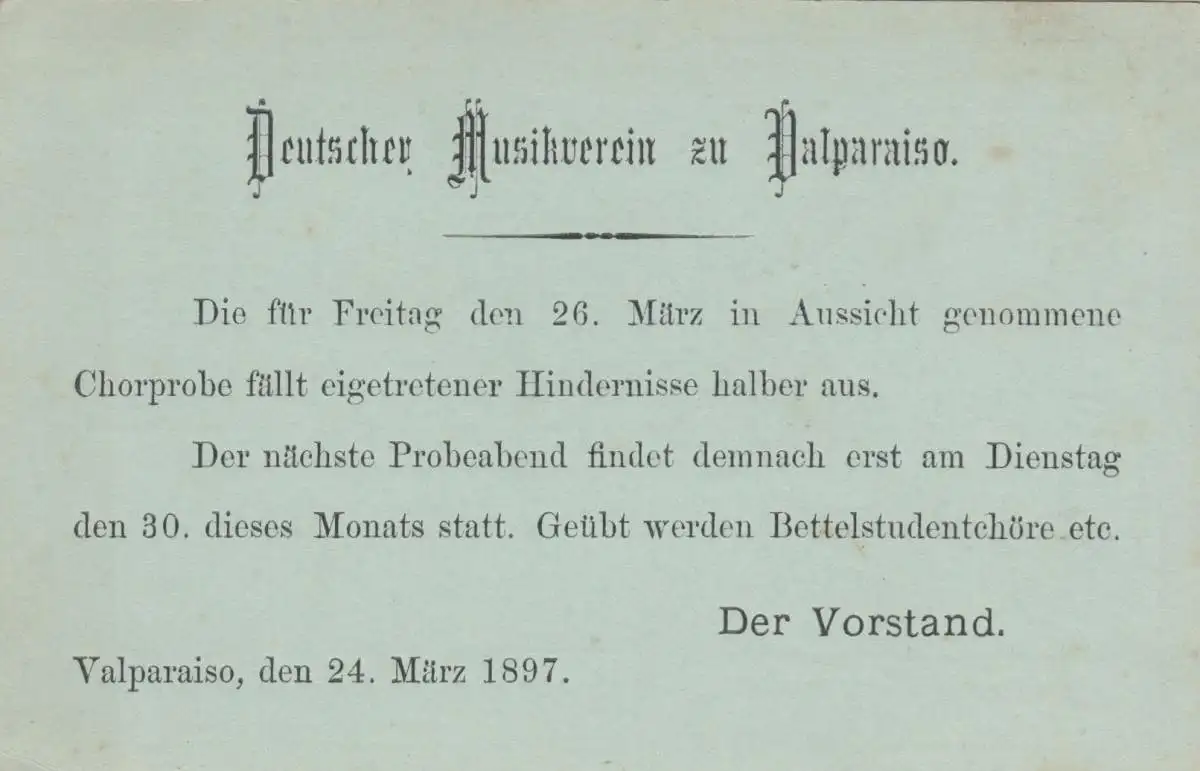 Deutscher Musikverein zu Valparaiso.
Die für Freitag den 26. März in Aussicht genommene
Chorprobe fällt eigetretener Hindernisse halber aus.
Der nächste Probeabend findet demnach erst am Dienstag
den 30. dieses Monats statt. Geübt werden Bettelstudentchöre etc.
Der Vorstand.
Valparaiso, den 24. März 1897.